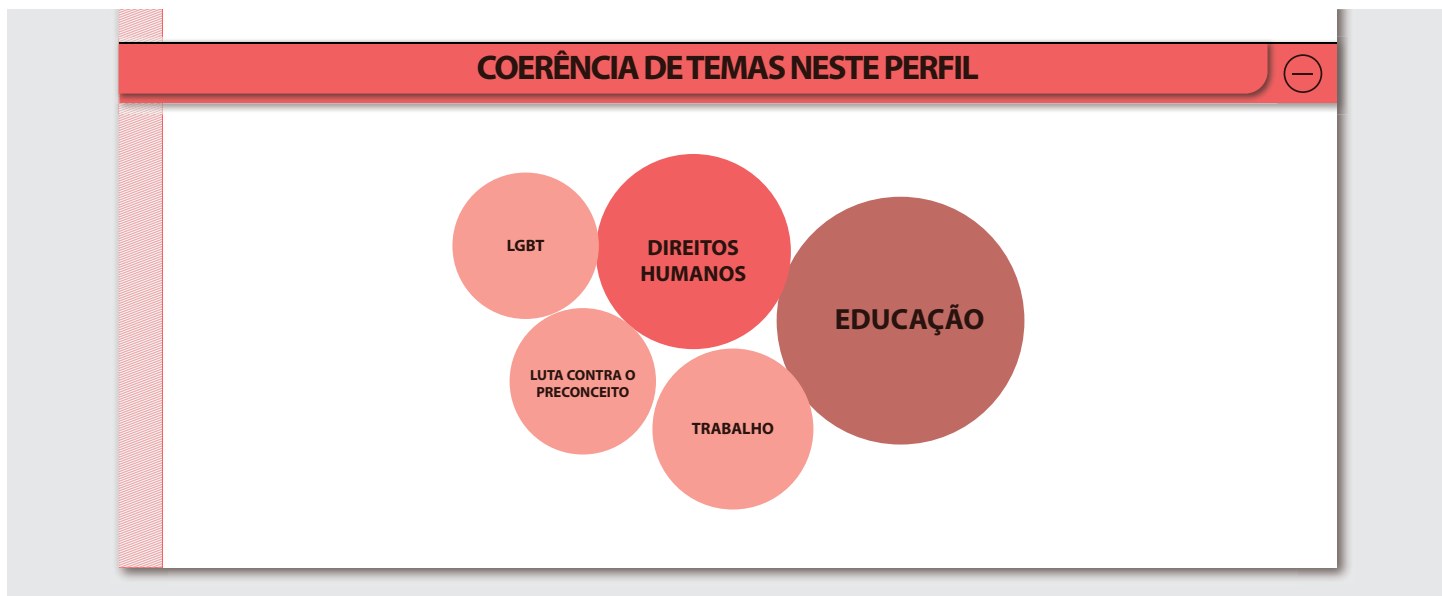 COERÊNCIA DE TEMAS NESTE PERFIL
LGBT
DIREITOS
HUMANOS
EDUCAÇÃO
LUTA CONTRA O
PRECONCEITO
TRABALHO